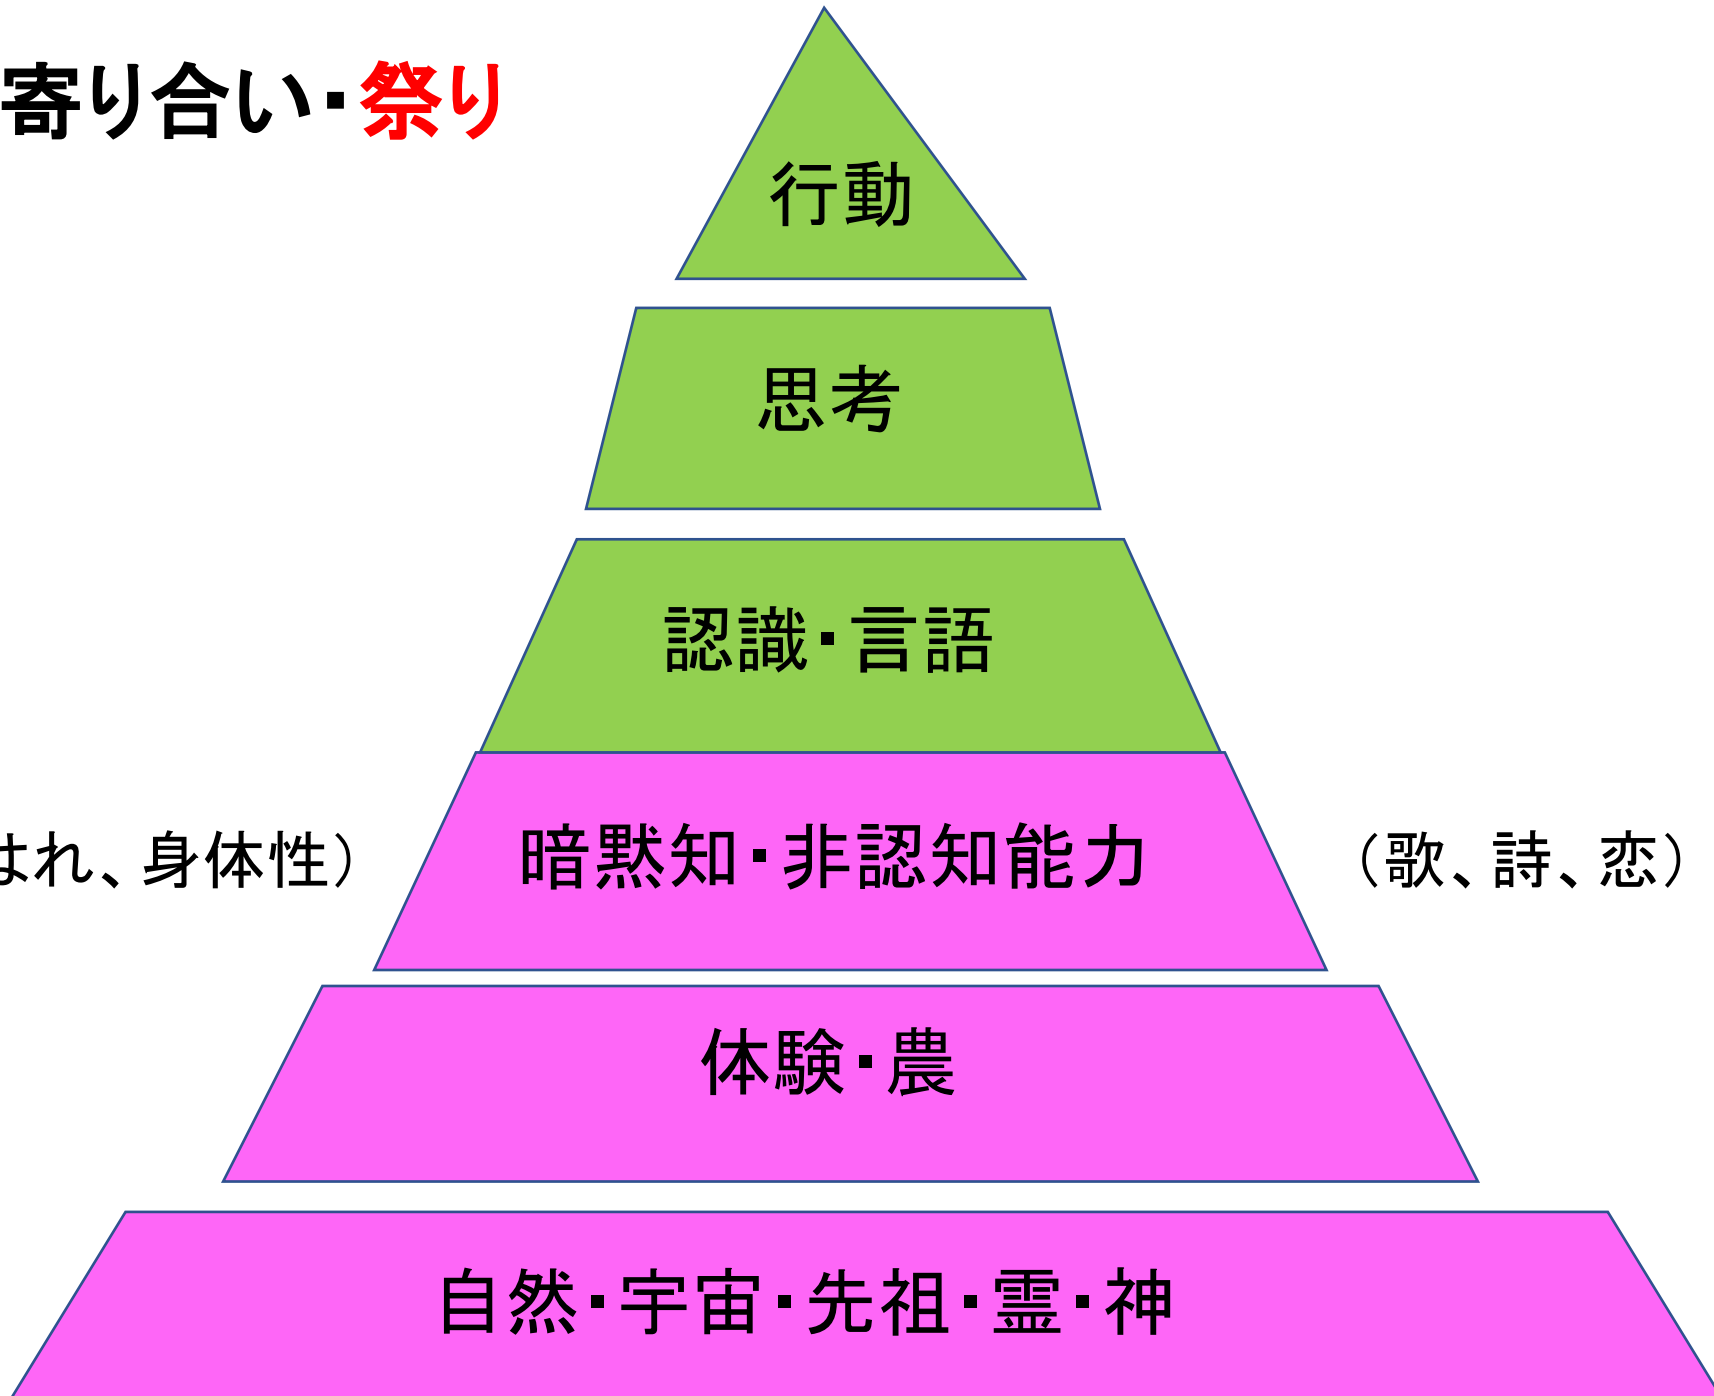 寄り合い・祭り
行動
思考
認識・言語
はれ、身体性）
暗黙知・非認知能力
（歌、詩、恋）
体験・農
自然・宇宙・先祖・霊・神